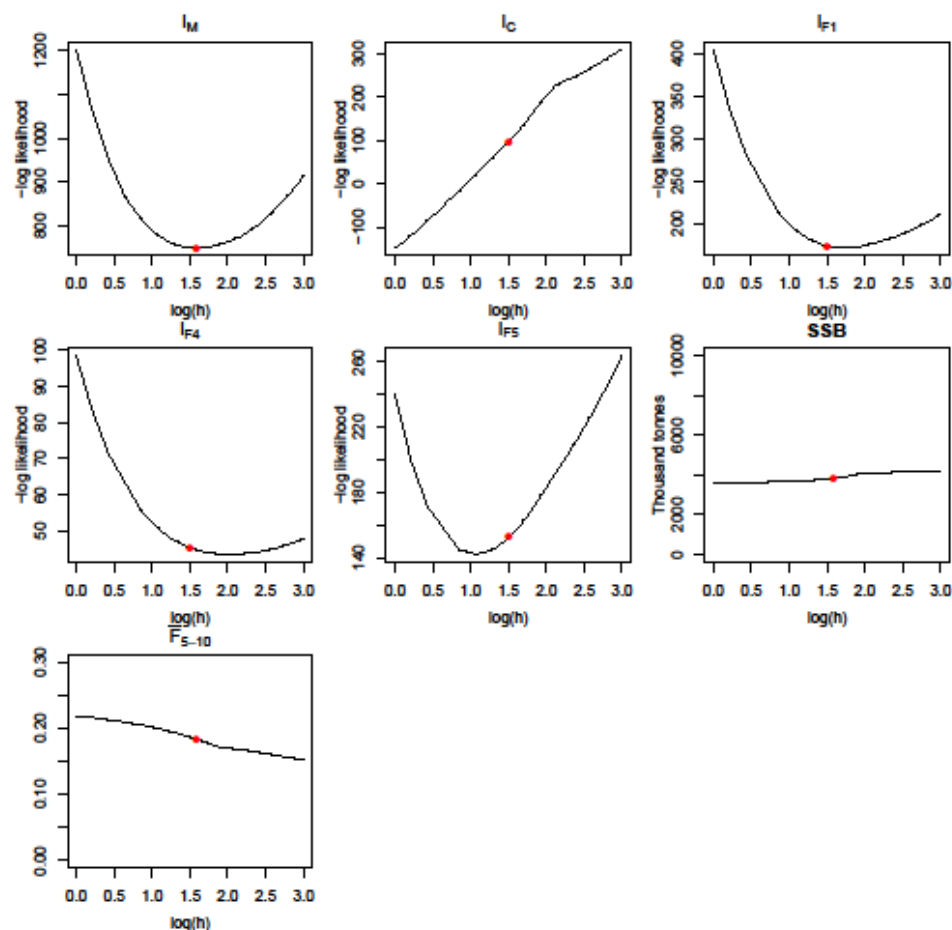 l_M
l_C
l_F1
−log likelihood
1200
1000
900
800
0.0 0.5 1.0 1.5 2.0 2.5 3.0
log(h)
−log likelihood
300
200
100
0
−100
0.0 0.5 1.0 1.5 2.0 2.5 3.0
log(h)
−log likelihood
400
350
300
250
200
0.0 0.5 1.0 1.5 2.0 2.5 3.0
log(h)
l_F4
l_F5
SSB
−log likelihood
100
90
80
70
60
50
0.0 0.5 1.0 1.5 2.0 2.5 3.0
log(h)
−log likelihood
260
220
180
140
0.0 0.5 1.0 1.5 2.0 2.5 3.0
log(h)
Thousand tonnes
10000
6000
2000
0
0.0 0.5 1.0 1.5 2.0 2.5 3.0
log(h)
F̅_5−10
0.30
0.20
0.10
0.00
0.0 0.5 1.0 1.5 2.0 2.5 3.0
log(h)